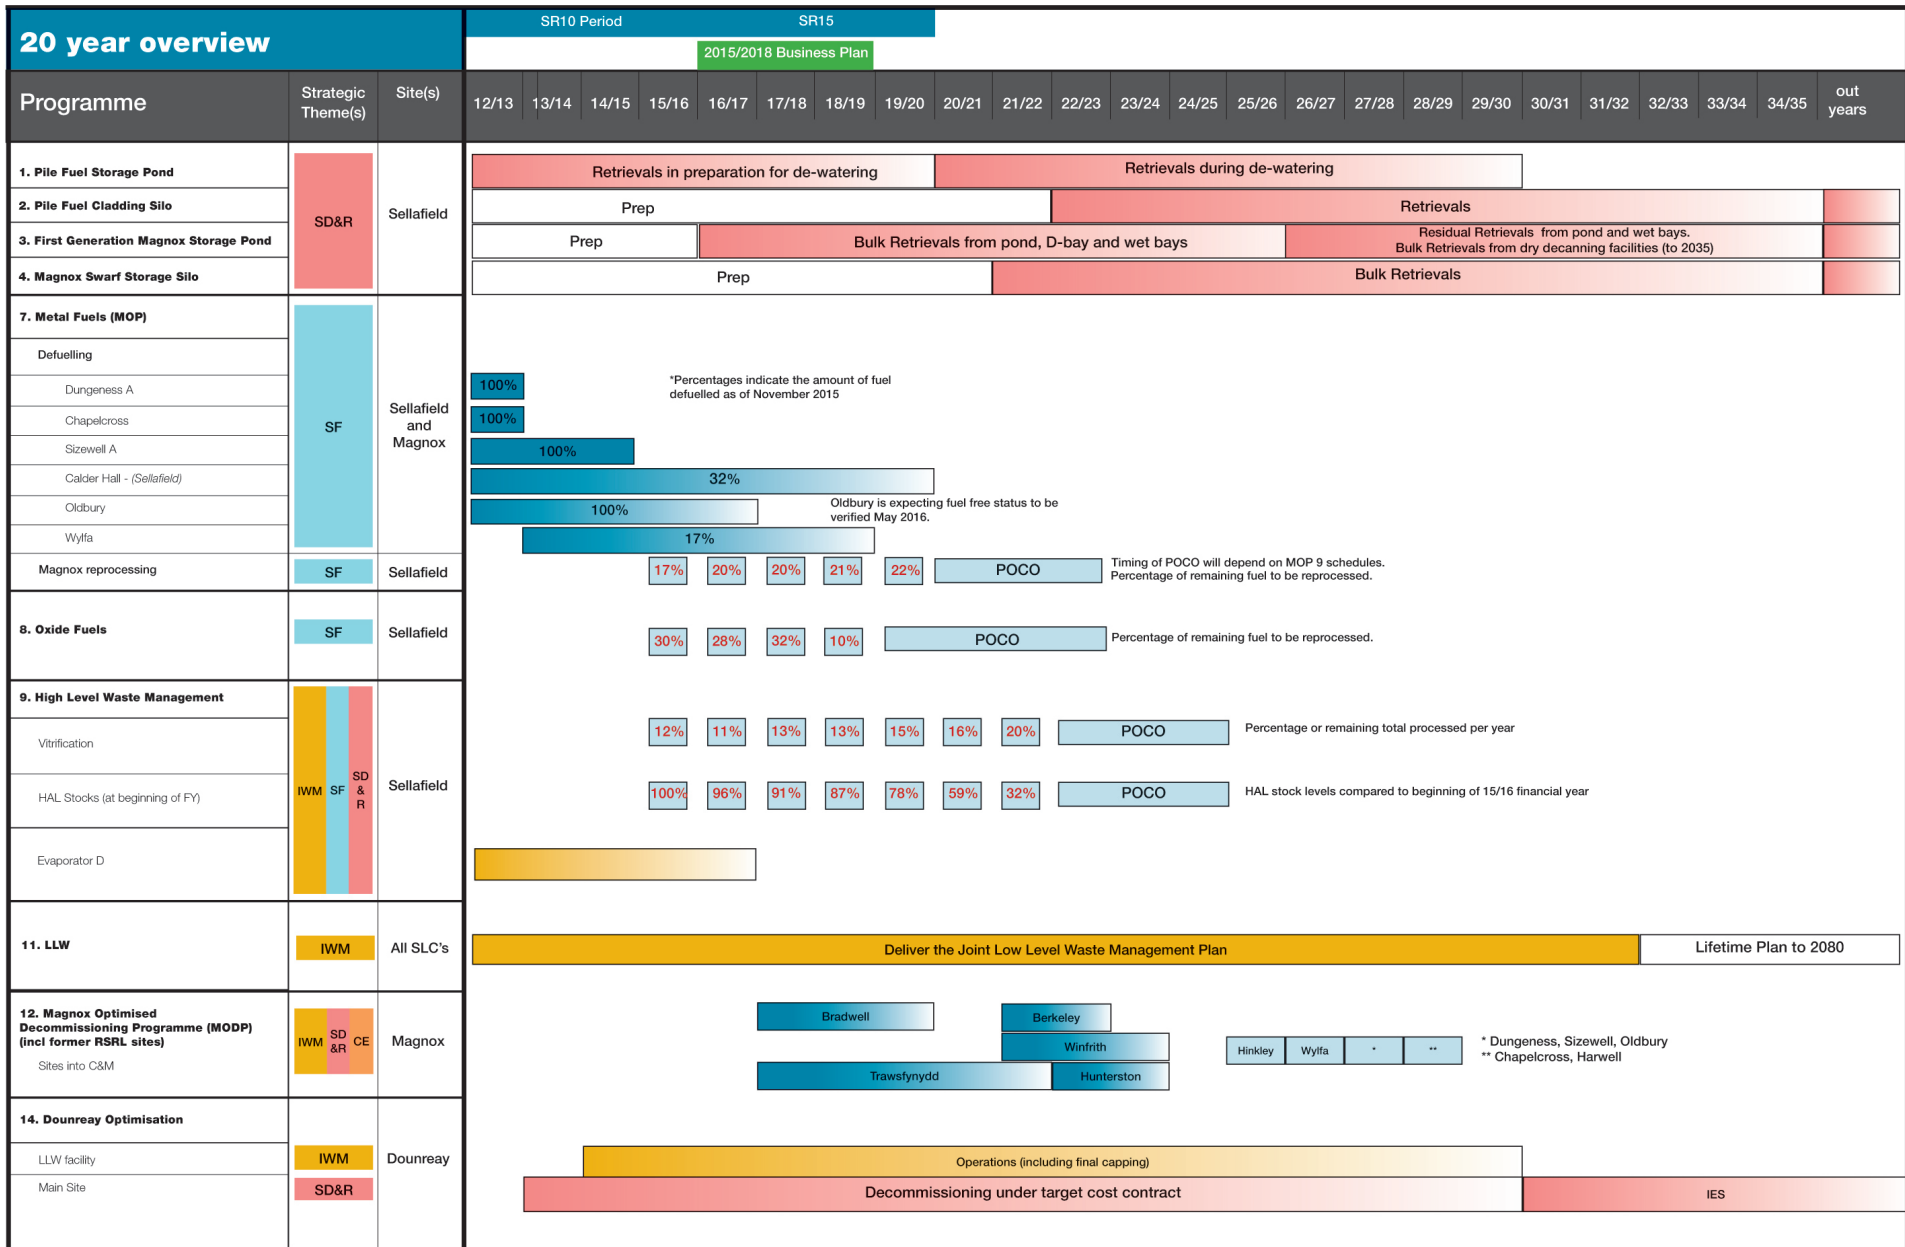 20 year overview
SR10 Period
SR15
2015/2018 Business Plan
Programme
Strategic
Theme(s)
Site(s)
12/13 13/14 14/15 15/16 16/17 17/18 18/19 19/20 20/21 21/22 22/23 23/24 24/25 25/26 26/27 27/28 28/29 29/30 30/31 31/32 32/33 33/34 34/35
out
years
1. Pile Fuel Storage Pond
Retrievals in preparation for de-watering
Retrievals during de-watering
2. Pile Fuel Cladding Silo
Prep
Retrievals
SD&R
Sellafield
3. First Generation Magnox Storage Pond
Prep
Bulk Retrievals from pond, D-bay and wet bays
Residual Retrievals from pond and wet bays.
Bulk Retrievals from dry decanning facilities (to 2035)
4. Magnox Swarf Storage Silo
Prep
Bulk Retrievals
7. Metal Fuels (MOP)
Defuelling
SF
Sellafield
and
Magnox
Dungeness A
100%
*Percentages indicate the amount of fuel
defuelled as of November 2015
Chapelcross
100%
Sizewell A
100%
Calder Hall - (Sellafield)
32%
Oldbury
100%
Oldbury is expecting fuel free status to be
verified May 2016.
Wylfa
17%
Magnox reprocessing
SF
Sellafield
17% 20% 20% 21% 22% POCO
Timing of POCO will depend on MOP 9 schedules.
Percentage of remaining fuel to be reprocessed.
8. Oxide Fuels
SF
Sellafield
30% 28% 32% 10% POCO
Percentage of remaining fuel to be reprocessed.
9. High Level Waste Management
IWM
SF
SD
&
R
Sellafield
Vitrification
12% 11% 13% 13% 15% 16% 20% POCO
Percentage or remaining total processed per year
HAL Stocks (at beginning of FY)
100% 96% 91% 87% 78% 59% 32% POCO
HAL stock levels compared to beginning of 15/16 financial year
Evaporator D
11. LLW
IWM
All SLC's
Deliver the Joint Low Level Waste Management Plan
Lifetime Plan to 2080
12. Magnox Optimised
Decommissioning Programme (MODP)
(incl former RSRL sites)
Sites into C&M
IWM
SD
&R
CE
Magnox
Bradwell
Berkeley
Winfrith
Trawsfynydd
Hunterston
Hinkley
Wylfa
*
**
* Dungeness, Sizewell, Oldbury
** Chapelcross, Harwell
14. Dounreay Optimisation
LLW facility
IWM
Dounreay
Operations (including final capping)
Main Site
SD&R
Decommissioning under target cost contract
IES